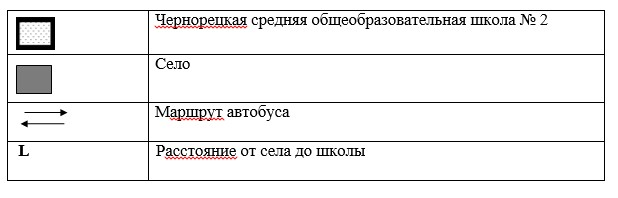 Чернорецкая средняя общеобразовательная школа № 2
Село
Маршрут автобуса
L Расстояние от села до школы